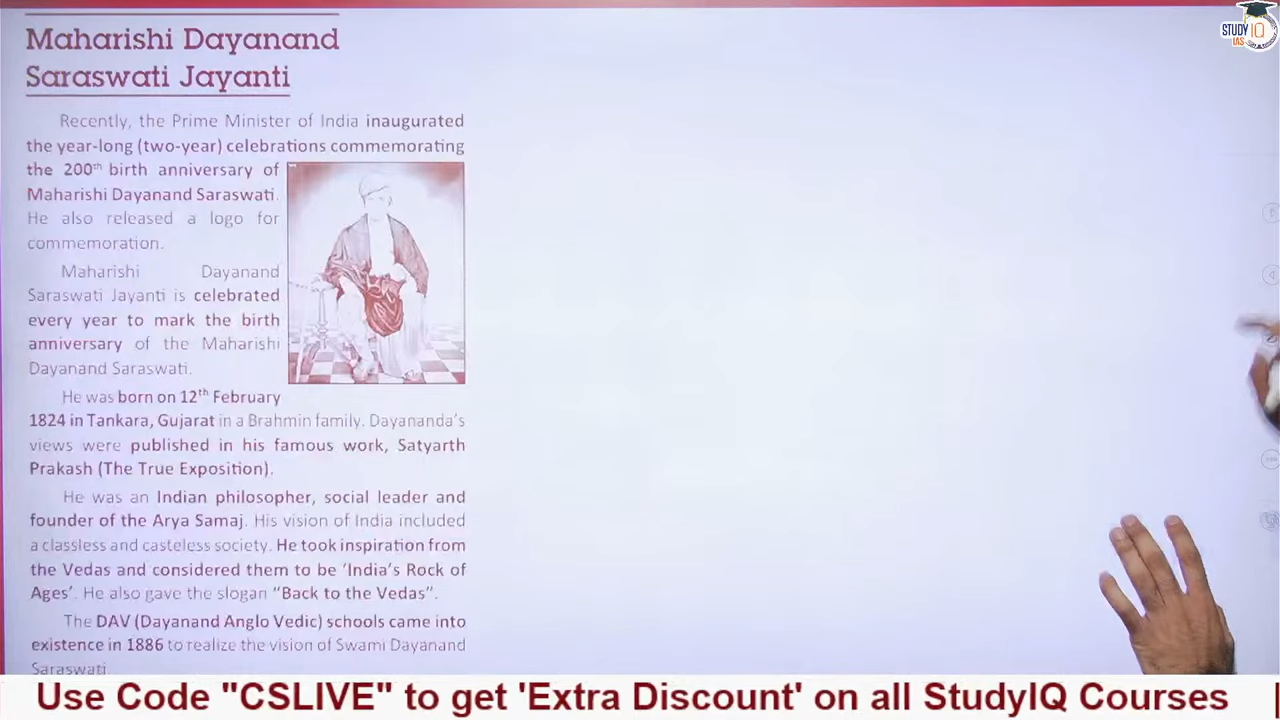 Maharishi Dayanand
Saraswati Jayanti
Recently, the Prime Minister of India inaugurated
the year-long (two-year) celebrations commemorating
the 200th birth anniversary of
Maharishi Dayanand Saraswati.
He also released a logo for
commemoration.
Maharishi Dayanand
Saraswati Jayanti is celebrated
every year to mark the birth
anniversary of the Maharishi
Dayanand Saraswati.
He was born on 12th February
1824 in Tankara, Gujarat in a Brahmin family. Dayananda's
views were published in his famous work, Satyarth
Prakash (The True Exposition).
He was an Indian philosopher, social leader and
founder of the Arya Samaj. His vision of India included
a classless and casteless society. He took inspiration from
the Vedas and considered them to be 'India's Rock of
Ages'. He also gave the slogan "Back to the Vedas".
The DAV (Dayanand Anglo Vedic) schools came into
existence in 1886 to realize the vision of Swami Dayanand
Saraswati.
STUDY IQ
IAS
Use Code "CSLIVE" to get 'Extra Discount' on all StudyIQ Courses